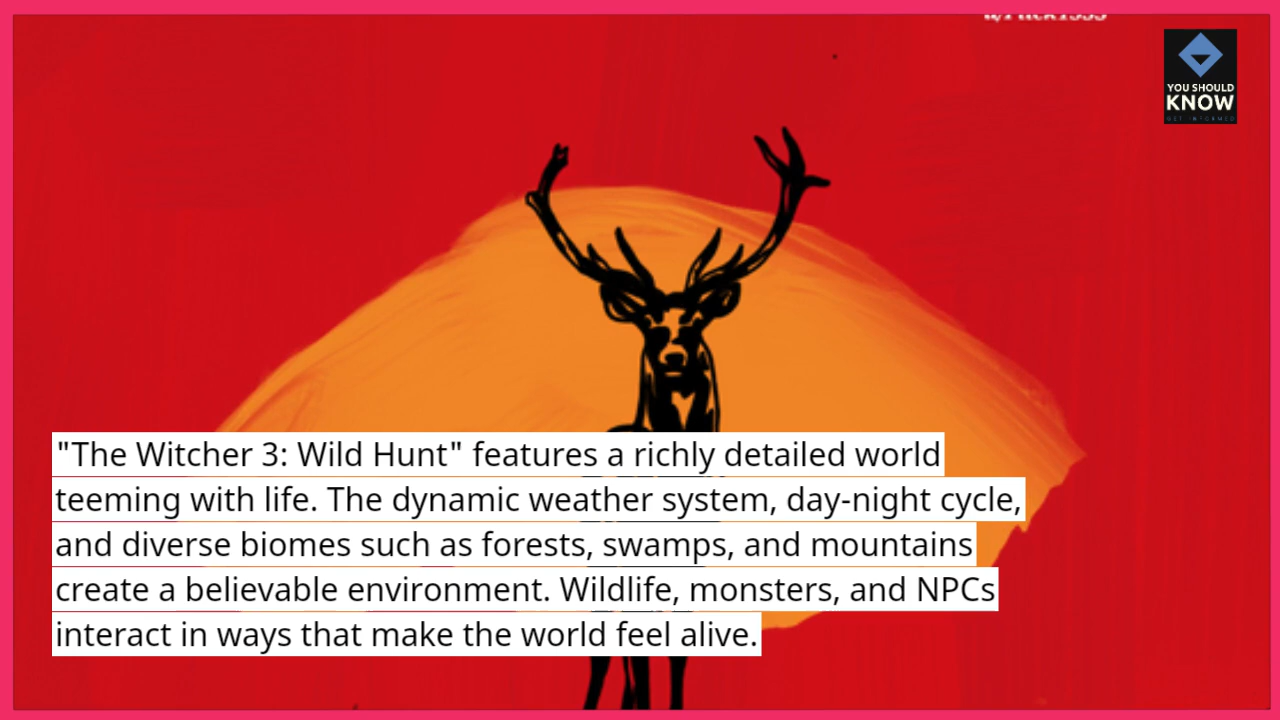 YOU SHOULD
KNOW
GET INFORMED
"The Witcher 3: Wild Hunt" features a richly detailed world
teeming with life. The dynamic weather system, day-night cycle,
and diverse biomes such as forests, swamps, and mountains
create a believable environment. Wildlife, monsters, and NPCs
interact in ways that make the world feel alive.